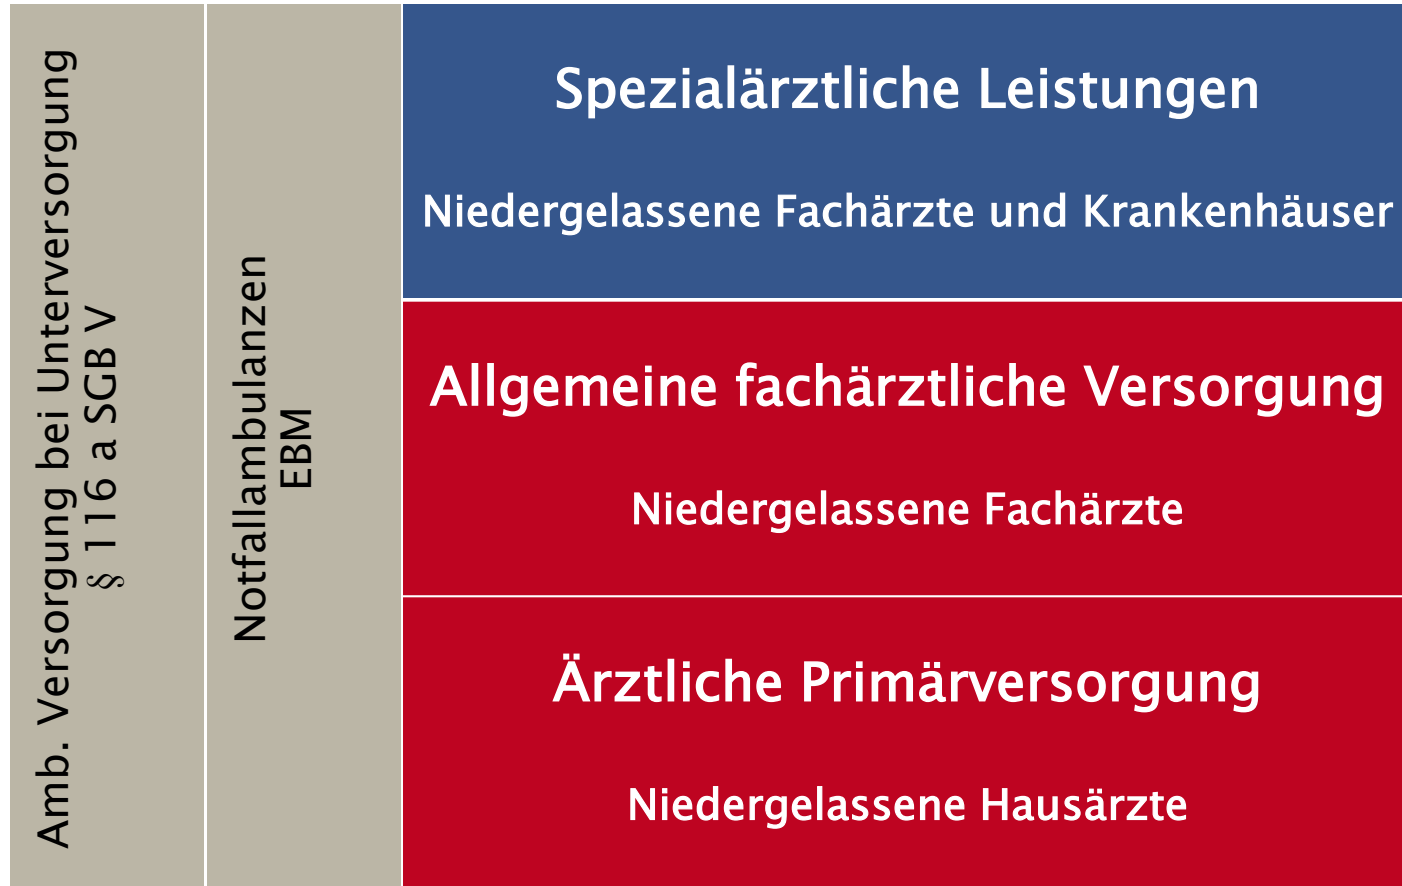 Amb. Versorgung bei Unterversorgung
§ 116 a SGB V
Notfallambulanzen
EBM
Spezialärztliche Leistungen
Niedergelassene Fachärzte und Krankenhäuser
Allgemeine fachärztliche Versorgung
Niedergelassene Fachärzte
Ärztliche Primärversorgung
Niedergelassene Hausärzte